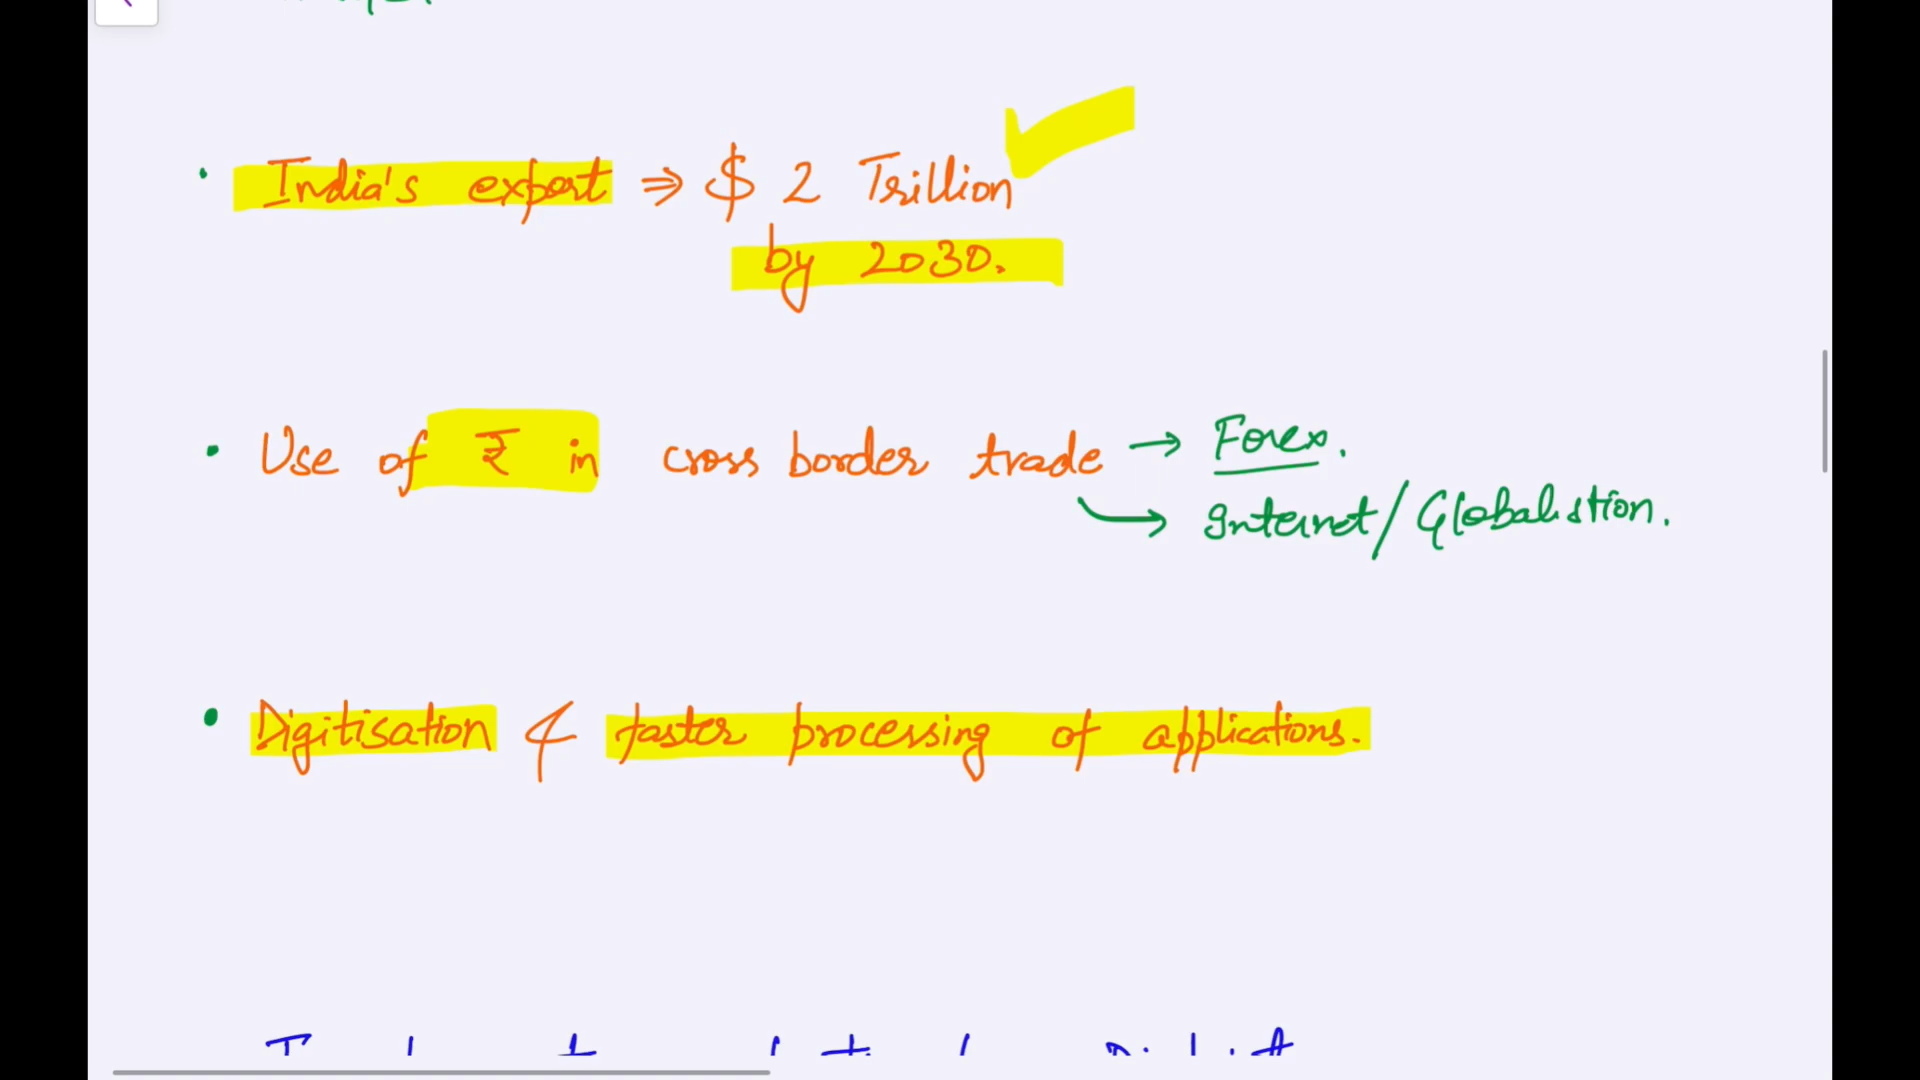 • India's export ⇒ $ 2 Trillion
by 2030.
• Use of ₹ in cross border trade → Forex.
↳ Internet/Globalistion.
• Digitisation & faster processing of applications.